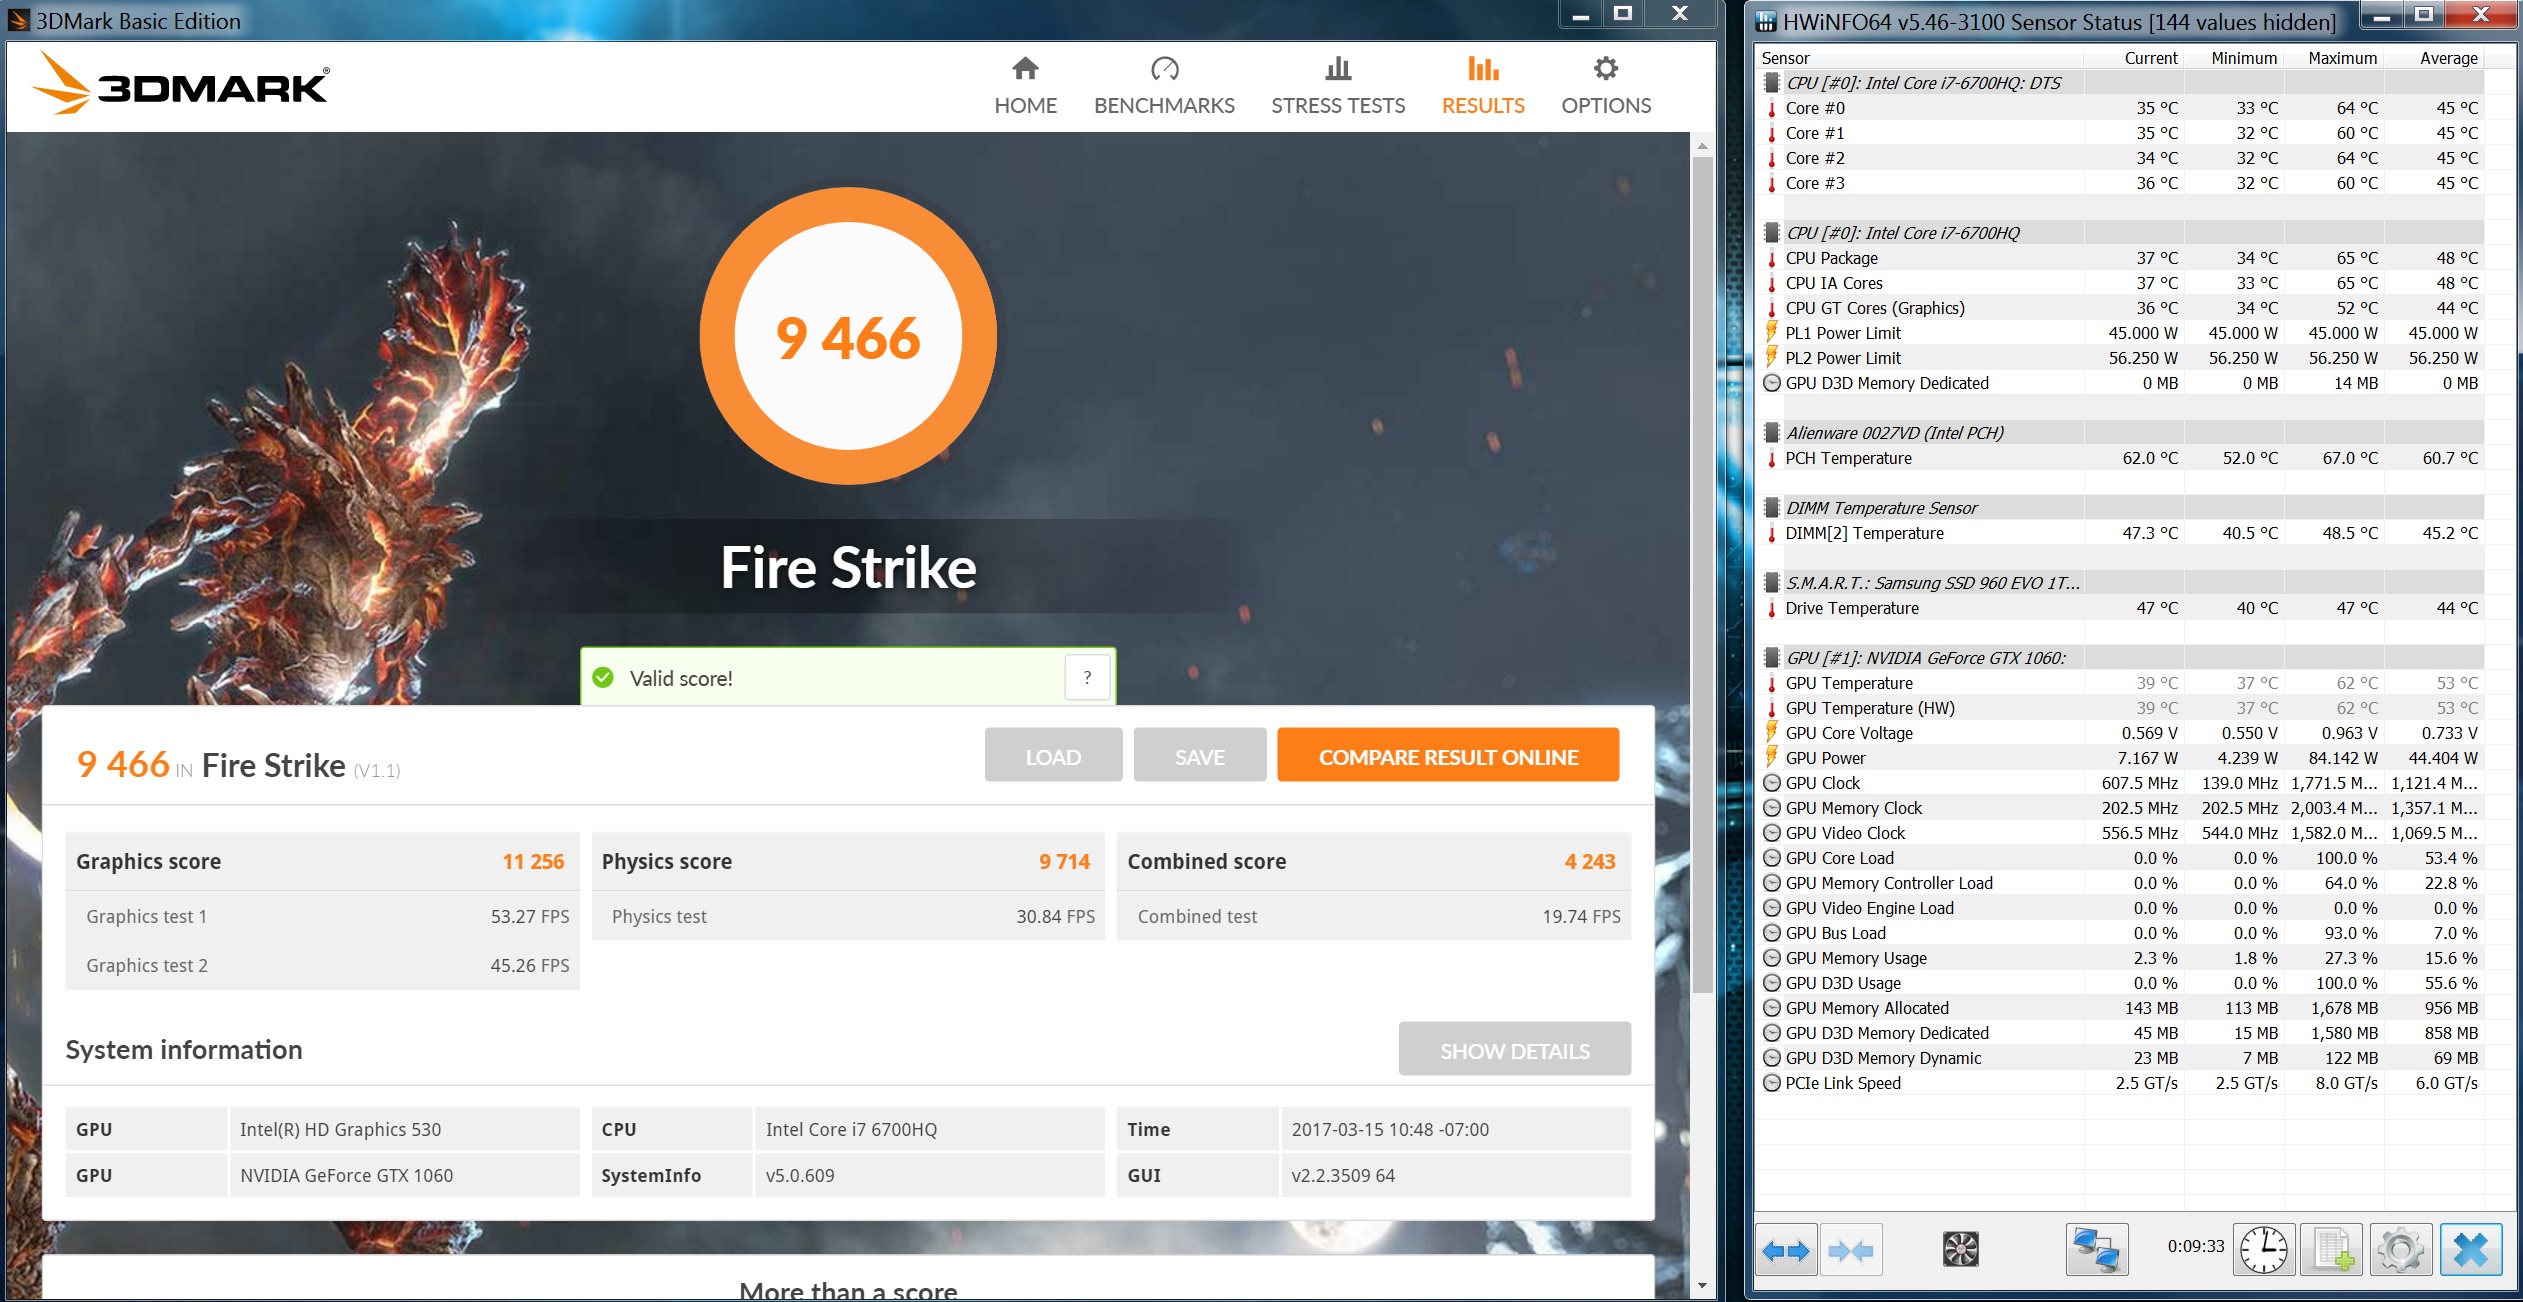 3DMark Basic Edition
3DMARK®
HOME
BENCHMARKS
STRESS TESTS
RESULTS
OPTIONS
9 466
Fire Strike
Valid score!
?
9 466 IN Fire Strike (V1.1)
LOAD
SAVE
COMPARE RESULT ONLINE
Graphics score 11 256
Graphics test 1 53.27 FPS
Graphics test 2 45.26 FPS
Physics score 9 714
Physics test 30.84 FPS
Combined score 4 243
Combined test 19.74 FPS
System information
SHOW DETAILS
GPU Intel(R) HD Graphics 530
GPU NVIDIA GeForce GTX 1060
CPU Intel Core i7 6700HQ
SystemInfo v5.0.609
Time 2017-03-15 10:48 -07:00
GUI v2.2.3509 64
More than a score
HWiNFO64 v5.46-3100 Sensor Status [144 values hidden]
Sensor Current Minimum Maximum Average
CPU [#0]: Intel Core i7-6700HQ: DTS
Core #0 35 °C 33 °C 64 °C 45 °C
Core #1 35 °C 32 °C 60 °C 45 °C
Core #2 34 °C 32 °C 64 °C 45 °C
Core #3 36 °C 32 °C 60 °C 45 °C
CPU [#0]: Intel Core i7-6700HQ
CPU Package 37 °C 34 °C 65 °C 48 °C
CPU IA Cores 37 °C 33 °C 65 °C 48 °C
CPU GT Cores (Graphics) 36 °C 34 °C 52 °C 44 °C
PL1 Power Limit 45.000 W 45.000 W 45.000 W 45.000 W
PL2 Power Limit 56.250 W 56.250 W 56.250 W 56.250 W
GPU D3D Memory Dedicated 0 MB 0 MB 14 MB 0 MB
Alienware 0027VD (Intel PCH)
PCH Temperature 62.0 °C 52.0 °C 67.0 °C 60.7 °C
DIMM Temperature Sensor
DIMM[2] Temperature 47.3 °C 40.5 °C 48.5 °C 45.2 °C
S.M.A.R.T.: Samsung SSD 960 EVO 1T...
Drive Temperature 47 °C 40 °C 47 °C 44 °C
GPU [#1]: NVIDIA GeForce GTX 1060:
GPU Temperature 39 °C 37 °C 62 °C 53 °C
GPU Temperature (HW) 39 °C 37 °C 62 °C 53 °C
GPU Core Voltage 0.569 V 0.550 V 0.963 V 0.733 V
GPU Power 7.167 W 4.239 W 84.142 W 44.404 W
GPU Clock 607.5 MHz 139.0 MHz 1,771.5 M... 1,121.4 M...
GPU Memory Clock 202.5 MHz 202.5 MHz 2,003.4 M... 1,357.1 M...
GPU Video Clock 556.5 MHz 544.0 MHz 1,582.0 M... 1,069.5 M...
GPU Core Load 0.0 % 0.0 % 100.0 % 53.4 %
GPU Memory Controller Load 0.0 % 0.0 % 64.0 % 22.8 %
GPU Video Engine Load 0.0 % 0.0 % 0.0 % 0.0 %
GPU Bus Load 0.0 % 0.0 % 93.0 % 7.0 %
GPU Memory Usage 2.3 % 1.8 % 27.3 % 15.6 %
GPU D3D Usage 0.0 % 0.0 % 100.0 % 55.6 %
GPU Memory Allocated 143 MB 113 MB 1,678 MB 956 MB
GPU D3D Memory Dedicated 45 MB 15 MB 1,580 MB 858 MB
GPU D3D Memory Dynamic 23 MB 7 MB 122 MB 69 MB
PCIe Link Speed 2.5 GT/s 2.5 GT/s 8.0 GT/s 6.0 GT/s
0:09:33